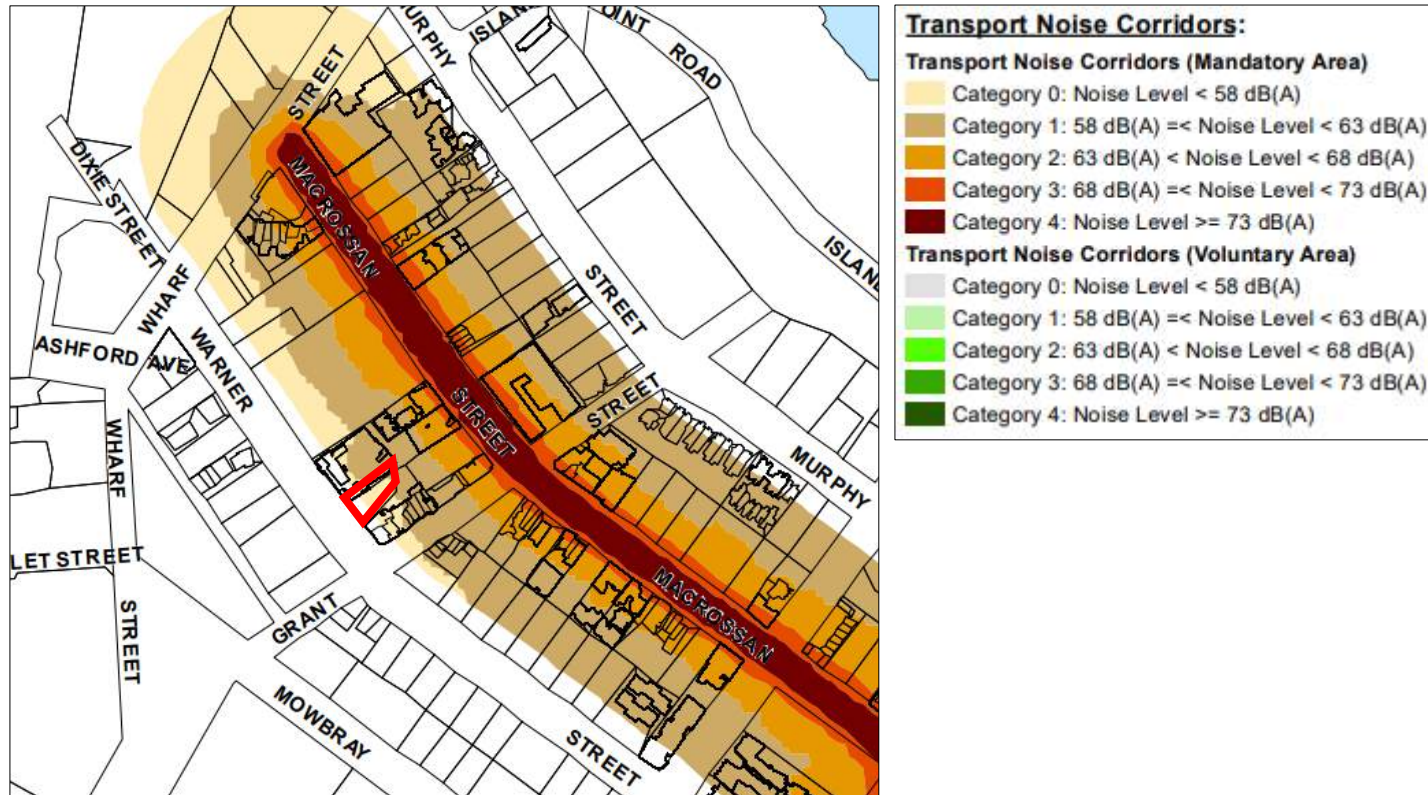 MURPHY
ISLAND
OINT
ROAD
ISLAND
STREET
MACROSSAN
DIXIE STREET
WHARF
ASHFORD AVE
WARNER
STREET
STREET
STREET
MURPHY
WHARF
STREET
LET STREET
GRANT
MACROSSAN
MOWBRAY
STREET
Transport Noise Corridors:
Transport Noise Corridors (Mandatory Area)
Category 0: Noise Level < 58 dB(A)
Category 1: 58 dB(A) =< Noise Level < 63 dB(A)
Category 2: 63 dB(A) < Noise Level < 68 dB(A)
Category 3: 68 dB(A) =< Noise Level < 73 dB(A)
Category 4: Noise Level >= 73 dB(A)
Transport Noise Corridors (Voluntary Area)
Category 0: Noise Level < 58 dB(A)
Category 1: 58 dB(A) =< Noise Level < 63 dB(A)
Category 2: 63 dB(A) < Noise Level < 68 dB(A)
Category 3: 68 dB(A) =< Noise Level < 73 dB(A)
Category 4: Noise Level >= 73 dB(A)